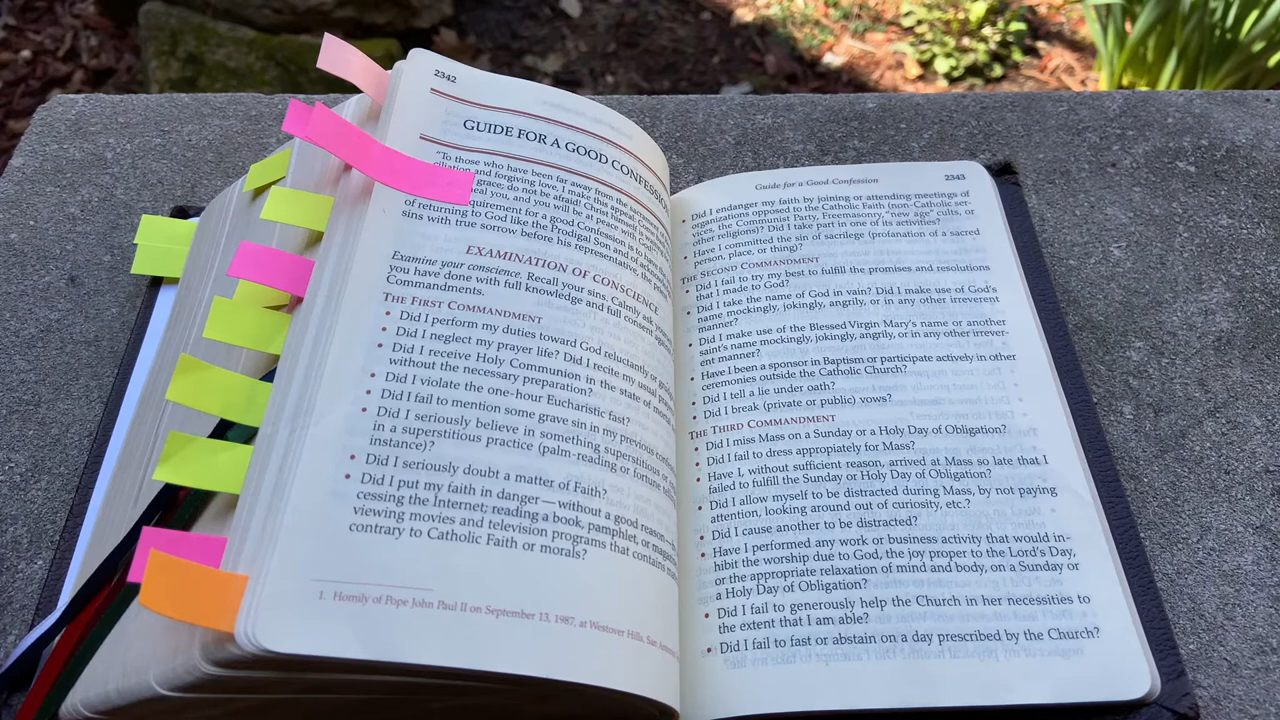 2342
GUIDE FOR A GOOD CONFESSION
"To those who have been far away from the
ciliation and forgiving love, I make this appeal: Come
grace; do not be afraid! Christ himself
heal you, and you will be at peace with God
requirement for a good Confession is to have the
of returning to God like the Prodigal Son and
sins with true sorrow before his representative, the
EXAMINATION OF CONSCIENCE
Examine your conscience. Recall your sins. Calmly ask
you have done with full knowledge and full consent against
Commandments.
THE FIRST COMMANDMENT
• Did I perform my duties toward God reluctantly or
• Did I neglect my prayer life? Did I recite my usual
• Did I receive Holy Communion in the state of mortal
without the necessary preparation?
• Did I violate the one-hour Eucharistic fast?
• Did I fail to mention some grave sin in my previous
• Did I seriously believe in something superstitious or
in a superstitious practice (palm-reading or fortune
instance)?
• Did I seriously doubt a matter of Faith?
• Did I put my faith in danger—without a good reason—
cessing the Internet; reading a book, pamphlet, or
viewing movies and television programs that contains
contrary to Catholic Faith or morals?
1. Homily of Pope John Paul II on September 13, 1987, at Westover Hills, San
Guide for a Good Confession
2343
• Did I endanger my faith by joining or attending meetings of
organizations opposed to the Catholic Faith (non-Catholic ser-
vices, the Communist Party, Freemasonry, "new age" cults, or
other religions)? Did I take part in one of its activities?
• Have I committed the sin of sacrilege (profanation of a sacred
person, place, or thing)?
THE SECOND COMMANDMENT
• Did I fail to try my best to fulfill the promises and resolutions
that I made to God?
• Did I take the name of God in vain? Did I make use of God's
name mockingly, jokingly, angrily, or in any other irreverent
manner?
• Did I make use of the Blessed Virgin Mary's name or another
saint's name mockingly, jokingly, angrily, or in any other irrever-
ent manner?
• Have I been a sponsor in Baptism or participate actively in other
ceremonies outside the Catholic Church?
• Did I tell a lie under oath?
• Did I break (private or public) vows?
THE THIRD COMMANDMENT
• Did I miss Mass on a Sunday or a Holy Day of Obligation?
• Did I fail to dress appropiately for Mass?
• Have I, without sufficient reason, arrived at Mass so late that I
failed to fulfill the Sunday or Holy Day of Obligation?
• Did I allow myself to be distracted during Mass, by not paying
attention, looking around out of curiosity, etc.?
• Did I cause another to be distracted?
• Have I performed any work or business activity that would in-
hibit the worship due to God, the joy proper to the Lord's Day,
or the appropriate relaxation of mind and body, on a Sunday or
a Holy Day of Obligation?
• Did I fail to generously help the Church in her necessities to
the extent that I am able?
• Did I fail to fast or abstain on a day prescribed by the Church?